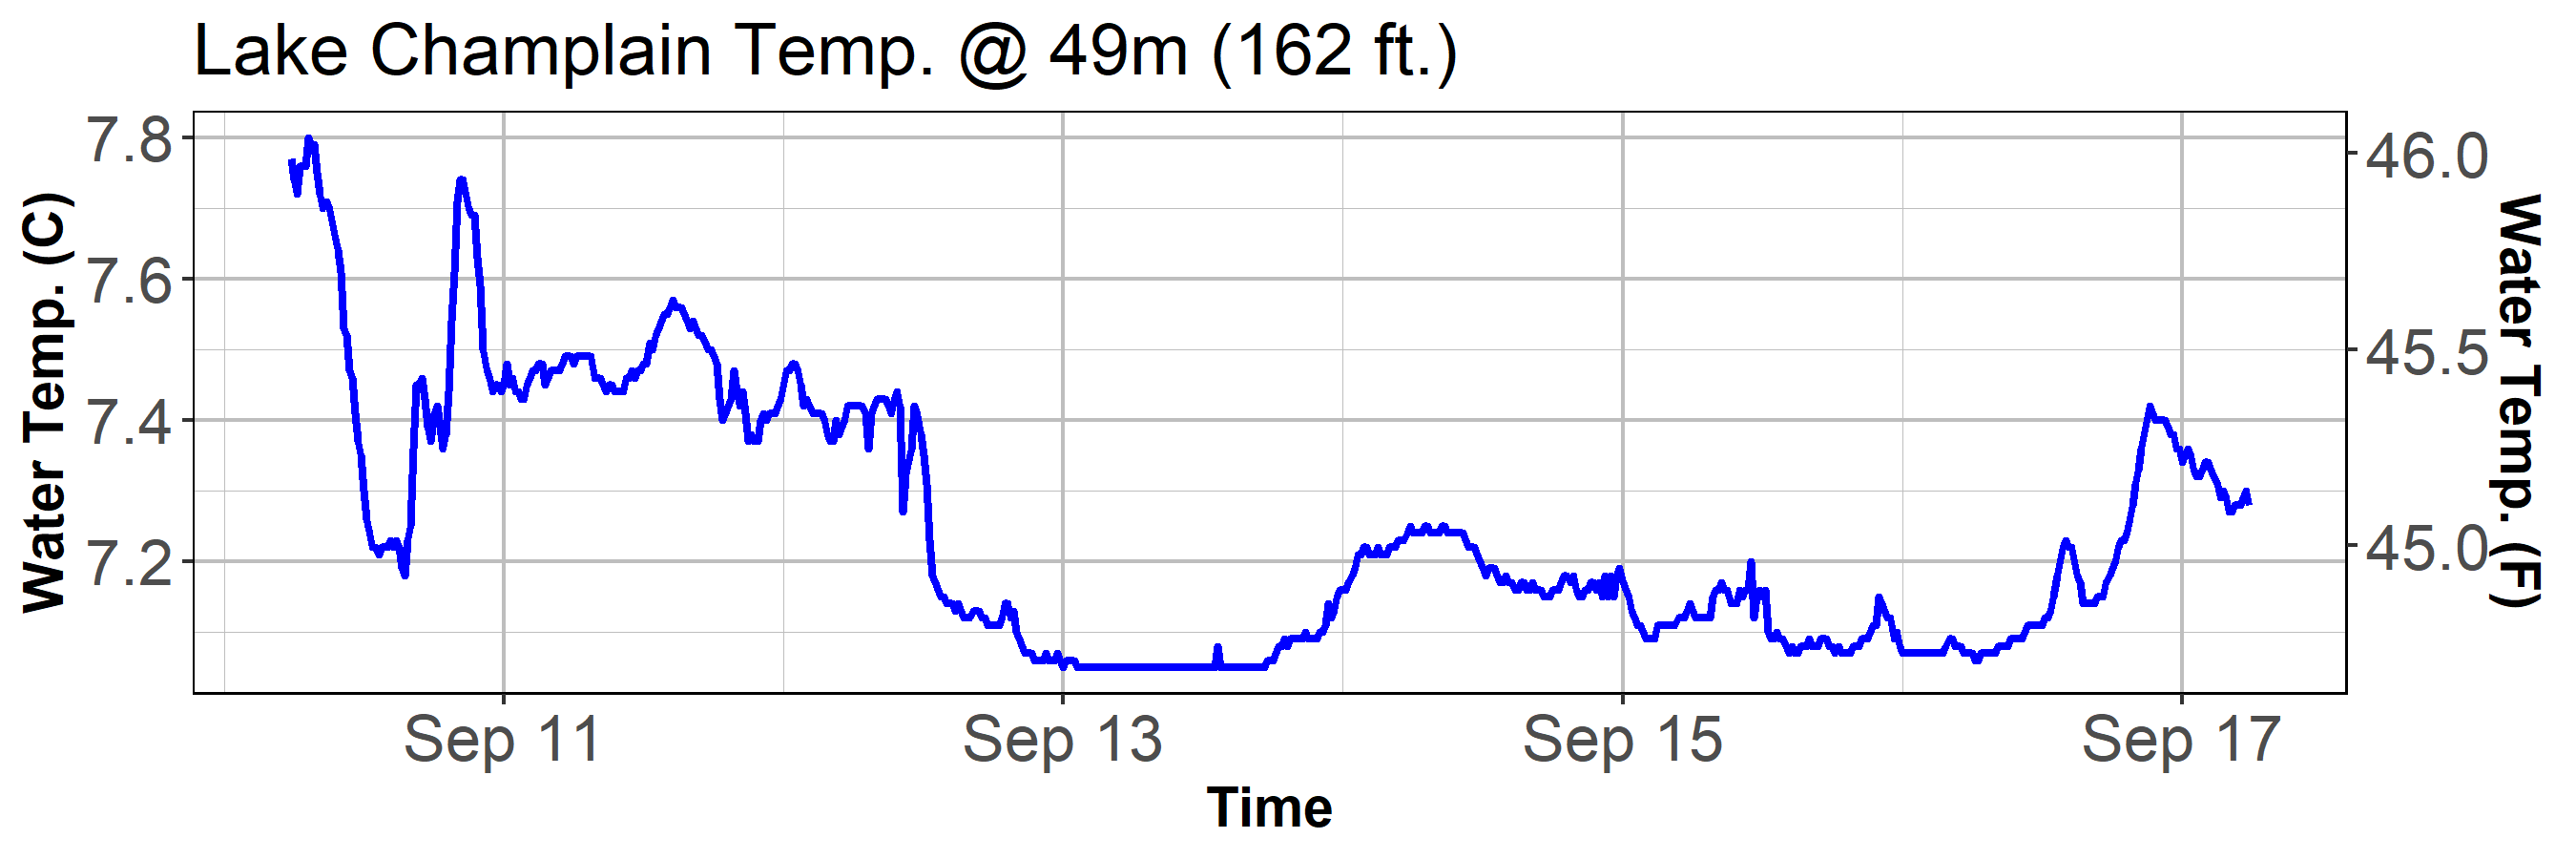 Lake Champlain Temp. @ 49m (162 ft.)
Water Temp. (C)
7.8
7.6
7.4
7.2
46.0
45.5
45.0
Water Temp. (F)
Sep 11
Sep 13
Sep 15
Sep 17
Time